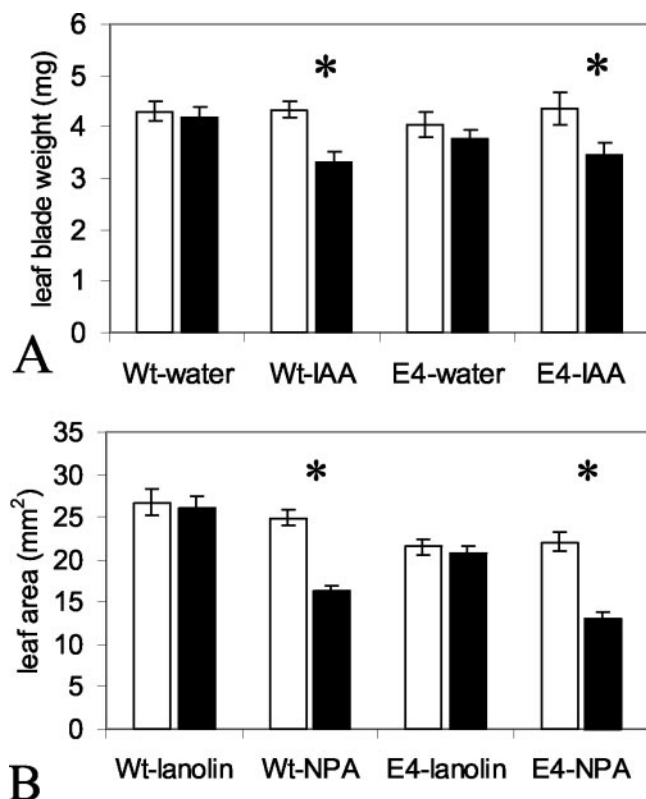 6
5
4
3
2
1
0
leaf blade weight (mg)
* *
A
Wt-water Wt-IAA E4-water E4-IAA
35
30
25
20
15
10
5
0
leaf area (mm²)
* *
B
Wt-lanolin Wt-NPA E4-lanolin E4-NPA